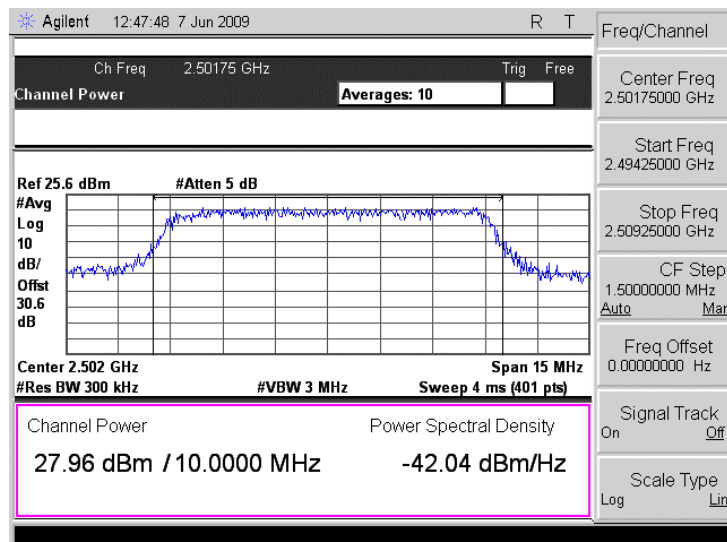 Agilent 12:47:48 7 Jun 2009 R T
Ch Freq 2.50175 GHz Trig Free
Channel Power Averages: 10
Ref 25.6 dBm #Atten 5 dB
#Avg
Log
10
dB/
Offst
30.6
dB
Center 2.502 GHz Span 15 MHz
#Res BW 300 kHz #VBW 3 MHz Sweep 4 ms (401 pts)
Channel Power Power Spectral Density
27.96 dBm / 10.0000 MHz -42.04 dBm/Hz
Freq/Channel
Center Freq
2.50175000 GHz
Start Freq
2.49425000 GHz
Stop Freq
2.50925000 GHz
CF Step
1.50000000 MHz
Auto Man
Freq Offset
0.00000000 Hz
Signal Track
On Off
Scale Type
Log Lin